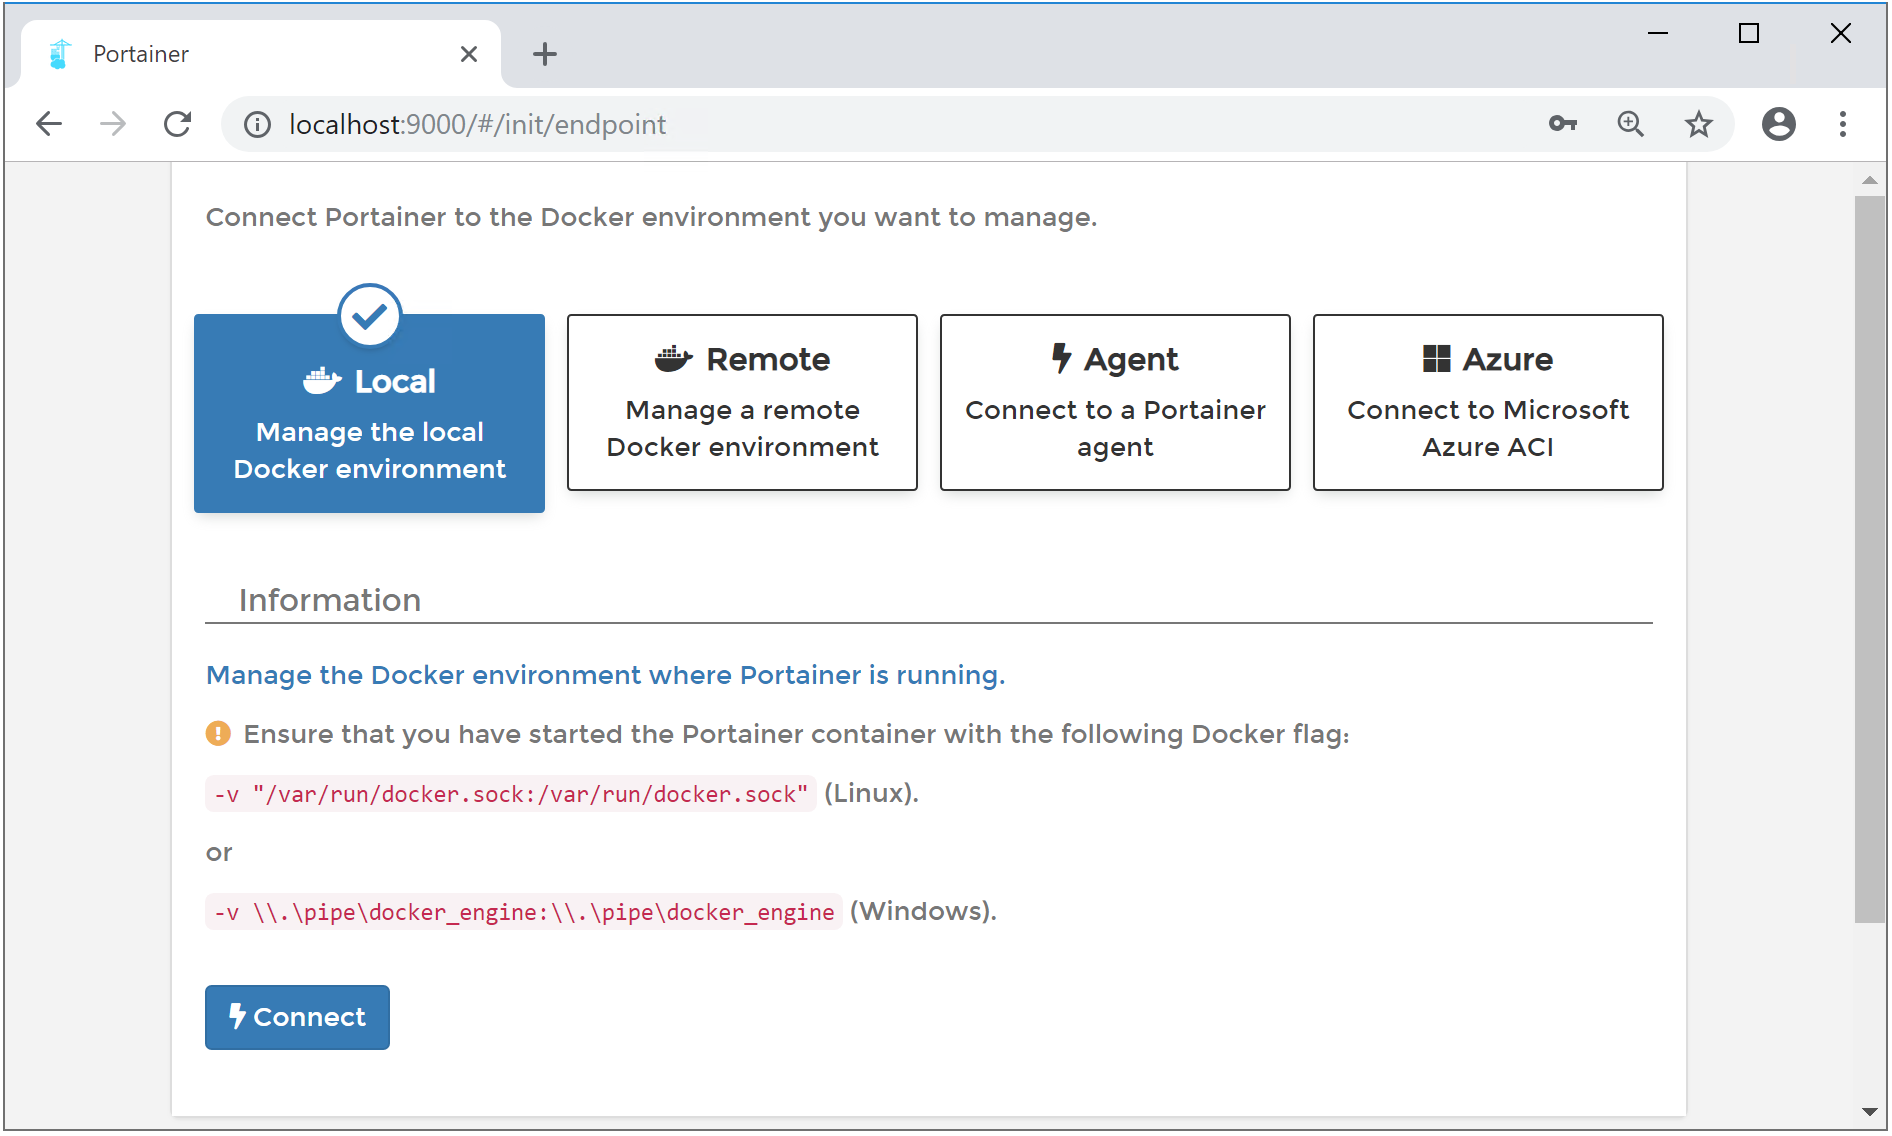 Portainer
localhost:9000/#/init/endpoint
Connect Portainer to the Docker environment you want to manage.
Local
Manage the local
Docker environment
Remote
Manage a remote
Docker environment
Agent
Connect to a Portainer
agent
Azure
Connect to Microsoft
Azure ACI
Information
Manage the Docker environment where Portainer is running.
Ensure that you have started the Portainer container with the following Docker flag:
-v "/var/run/docker.sock:/var/run/docker.sock" (Linux).
or
-v \\.\pipe\docker_engine:\\.\pipe\docker_engine (Windows).
Connect